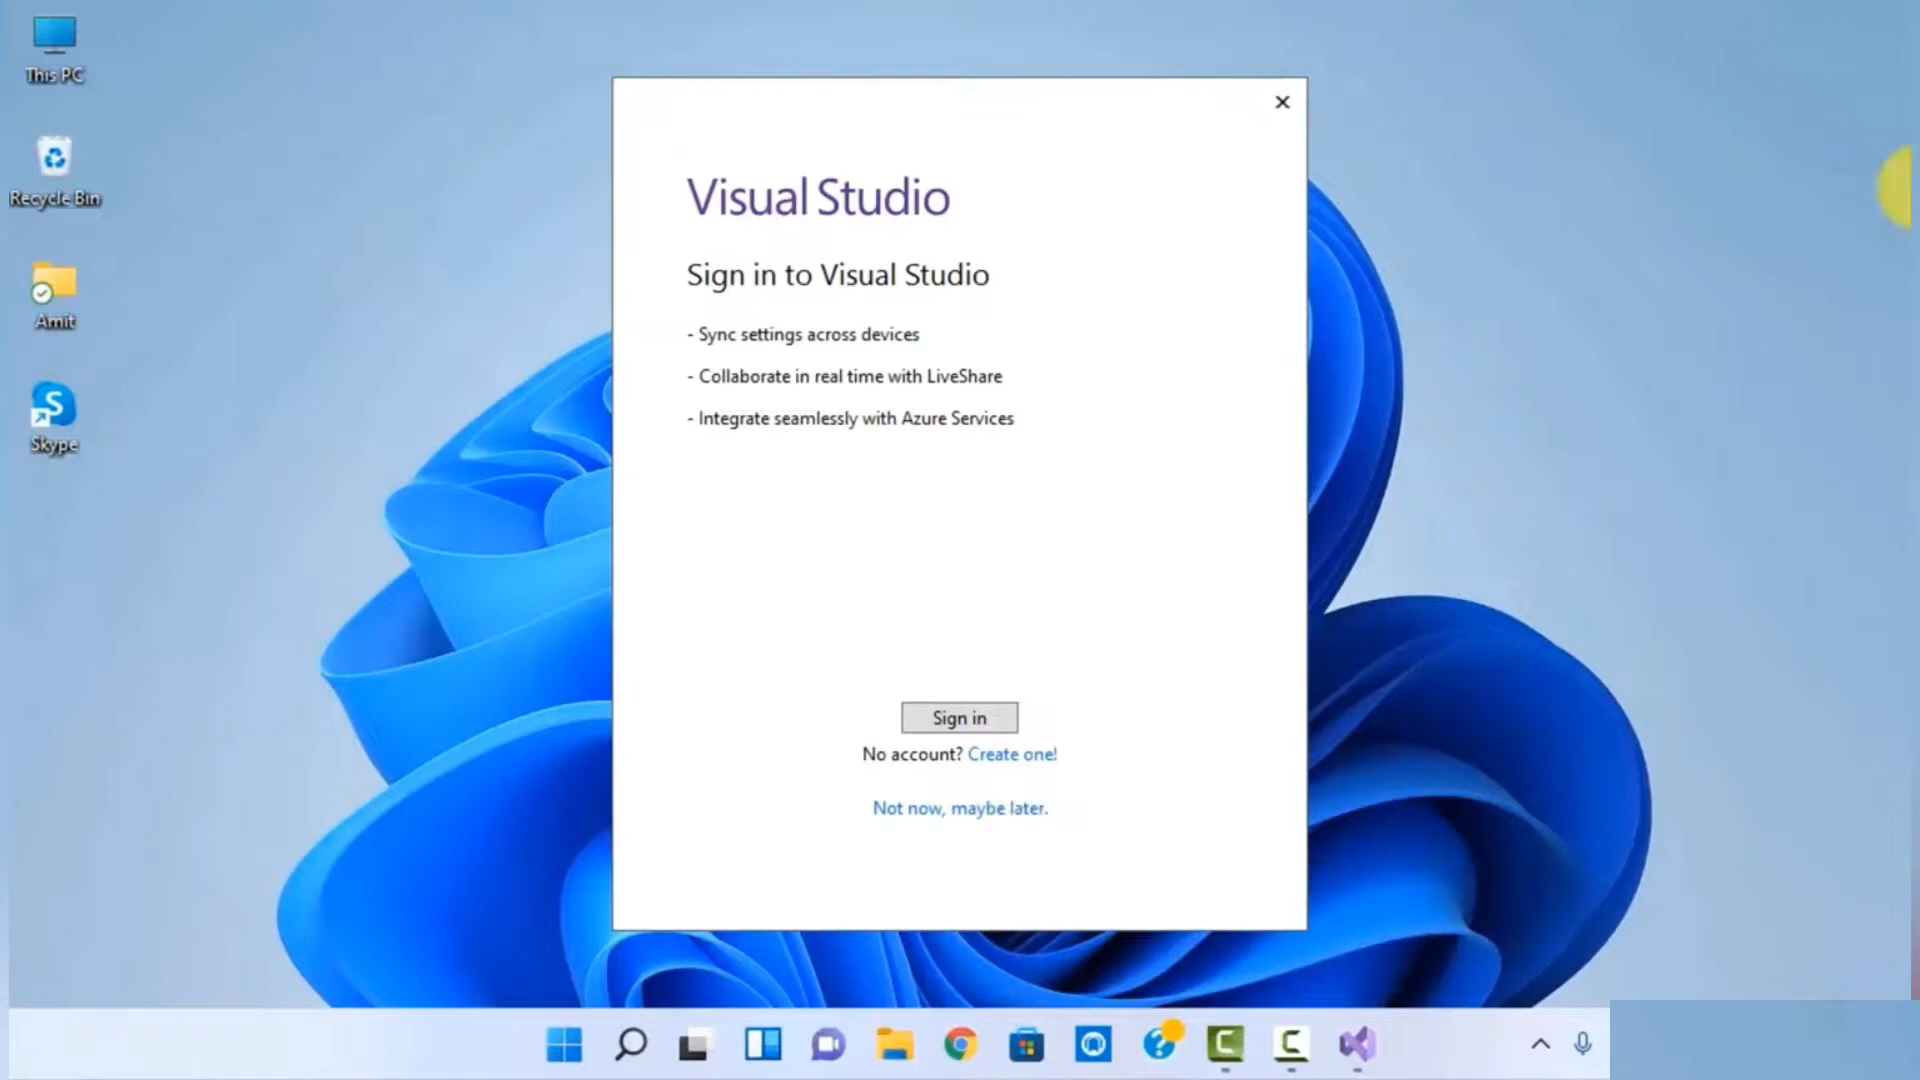 This PC
Recycle Bin
Amit
Skype
Visual Studio
Sign in to Visual Studio
- Sync settings across devices
- Collaborate in real time with LiveShare
- Integrate seamlessly with Azure Services
Sign in
No account? Create one!
Not now, maybe later.